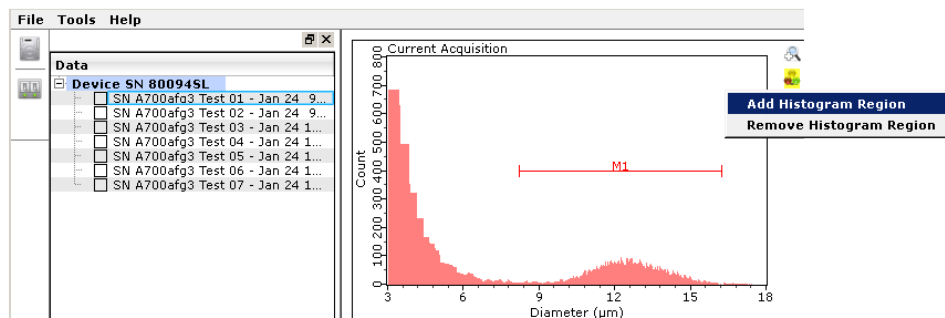 File Tools Help
Data
Device SN 80094SL
SN A700afg3 Test 01 - Jan 24 9...
SN A700afg3 Test 02 - Jan 24 9...
SN A700afg3 Test 03 - Jan 24 1...
SN A700afg3 Test 04 - Jan 24 1...
SN A700afg3 Test 05 - Jan 24 1...
SN A700afg3 Test 06 - Jan 24 1...
SN A700afg3 Test 07 - Jan 24 1...
Current Acquisition
800
700
600
500
400
300
200
100
0
Count
M1
3 6 9 12 15 18
Diameter (μm)
Add Histogram Region
Remove Histogram Region